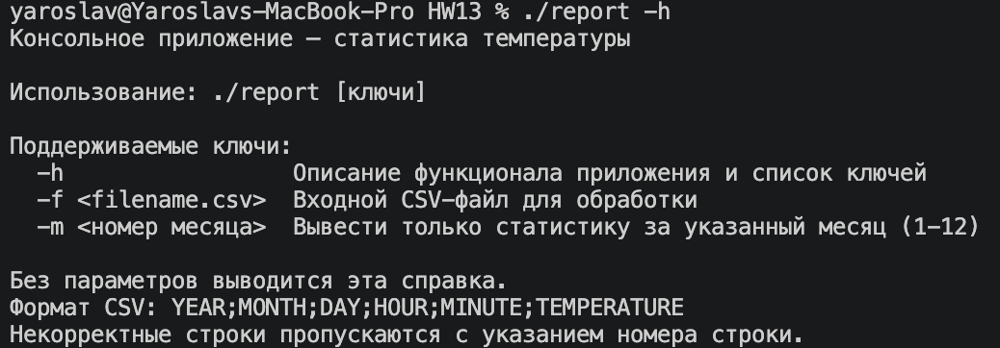 yaroslav@Yaroslavs-MacBook-Pro HW13 % ./report -h
Консольное приложение — статистика температуры
Использование: ./report [ключи]
Поддерживаемые ключи:
-h Описание функционала приложения и список ключей
-f <filename.csv> Входной CSV-файл для обработки
-m <номер месяца> Вывести только статистику за указанный месяц (1-12)
Без параметров выводится эта справка.
Формат CSV: YEAR;MONTH;DAY;HOUR;MINUTE;TEMPERATURE
Некорректные строки пропускаются с указанием номера строки.